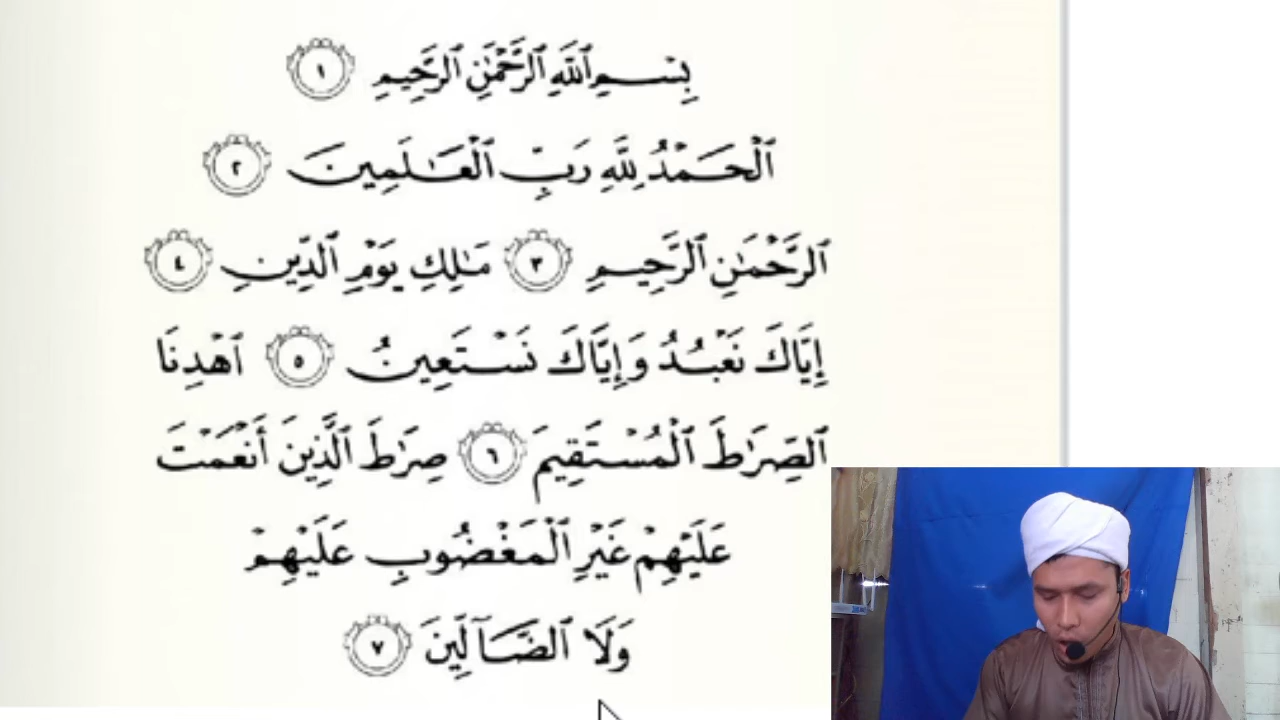 بِسْمِ ٱللَّهِ ٱلرَّحْمَٰنِ ٱلرَّحِيمِ ١
ٱلْحَمْدُ لِلَّهِ رَبِّ ٱلْعَٰلَمِينَ ٢
ٱلرَّحْمَٰنِ ٱلرَّحِيمِ ٣ مَٰلِكِ يَوْمِ ٱلدِّينِ ٤
إِيَّاكَ نَعْبُدُ وَإِيَّاكَ نَسْتَعِينُ ٥ ٱهْدِنَا
ٱلصِّرَٰطَ ٱلْمُسْتَقِيمَ ٦ صِرَٰطَ ٱلَّذِينَ أَنْعَمْتَ
عَلَيْهِمْ غَيْرِ ٱلْمَغْضُوبِ عَلَيْهِمْ
وَلَا ٱلضَّآلِّينَ ٧